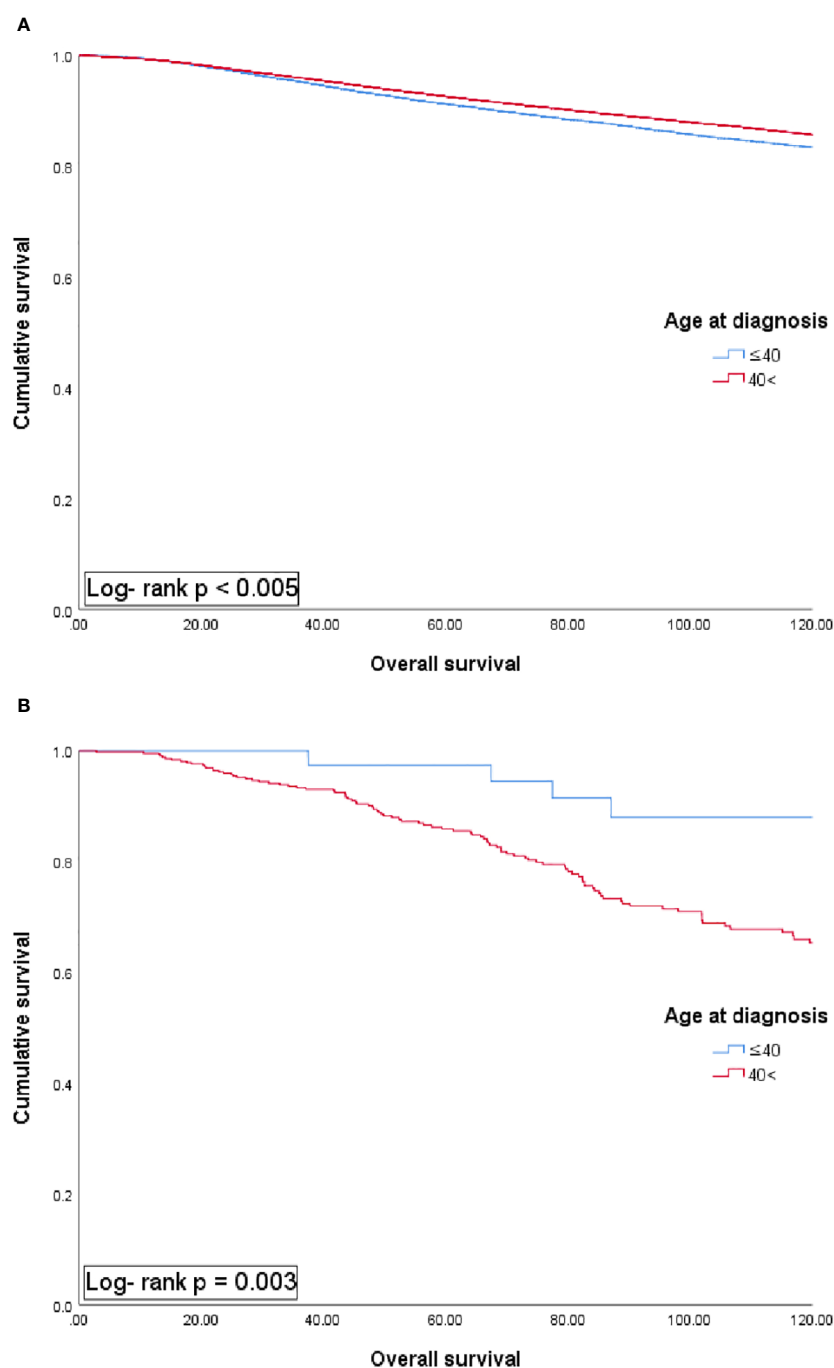 A
1.0
0.8
0.6
0.4
0.2
0.0
Cumulative survival
Age at diagnosis
≤40
40<
Log- rank p < 0.005
.00 20.00 40.00 60.00 80.00 100.00 120.00
Overall survival
B
1.0
0.8
0.6
0.4
0.2
0.0
Cumulative survival
Age at diagnosis
≤40
40<
Log- rank p = 0.003
.00 20.00 40.00 60.00 80.00 100.00 120.00
Overall survival